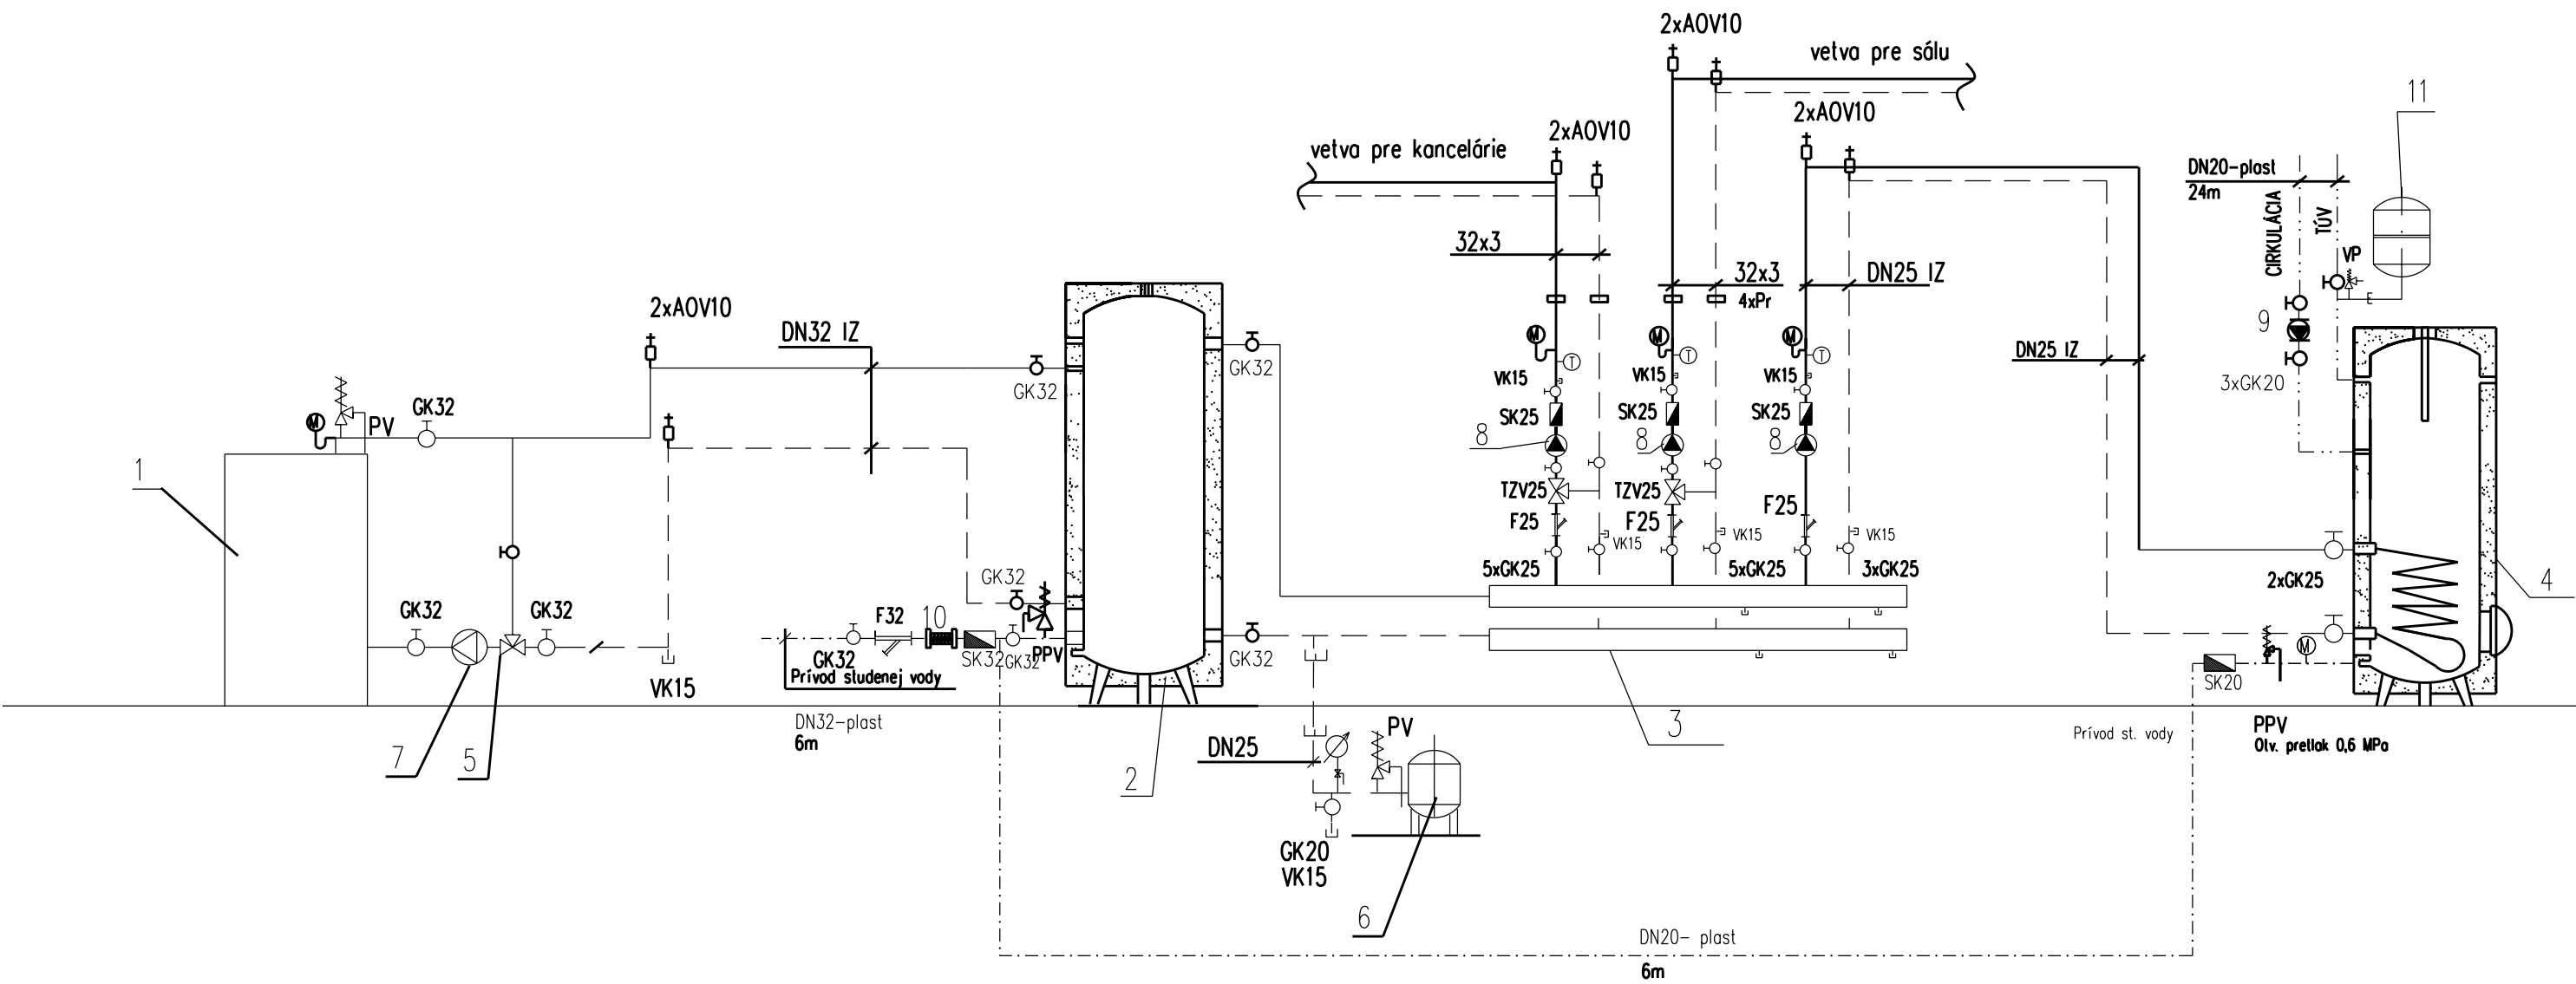 2xAOV10
vetva pre sálu
11
2xAOV10
2xAOV10
vetva pre kancelárie
DN20-plast
24m
CIRKULÁCIA
TÚV
VP
32x3
32x3
4xPr
DN25 IZ
2xAOV10
DN32 IZ
M
M
M
T
T
T
9
DN25 IZ
GK32
GK32
3xGK20
VK15
VK15
VK15
M
PV
GK32
SK25
SK25
SK25
8
8
8
1
TZV25
TZV25
F25
F25
F25
VK15
VK15
VK15
5xGK25
5xGK25
3xGK25
2xGK25
4
GK32
GK32
GK32
F32
10
GK32
SK32
GK32
PPV
GK32
M
SK20
VK15
Prívod studenej vody
DN32-plast
6m
7
5
2
DN25
PV
3
Prívod st. vody
PPV
Otv. pretlak 0,6 MPa
GK20
VK15
6
DN20- plast
6m